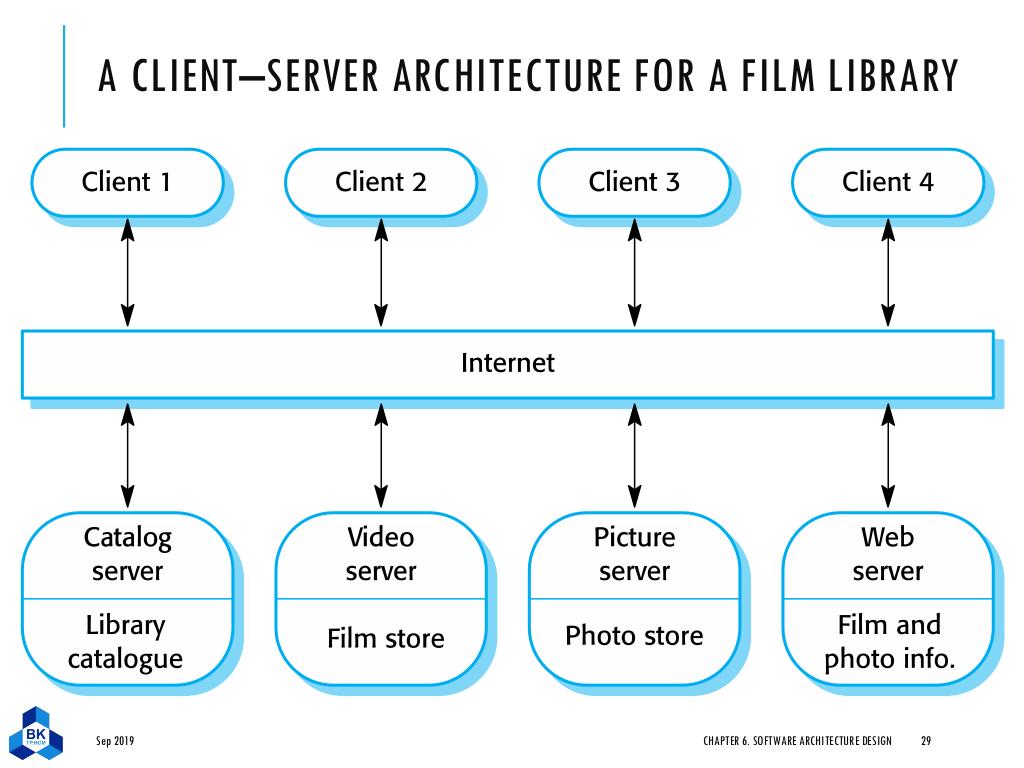 A CLIENT–SERVER ARCHITECTURE FOR A FILM LIBRARY
Client 1
Client 2
Client 3
Client 4
Internet
Catalog
server
Library
catalogue
Video
server
Film store
Picture
server
Photo store
Web
server
Film and
photo info.
BK
TP.HCM
Sep 2019
CHAPTER 6. SOFTWARE ARCHITECTURE DESIGN
29